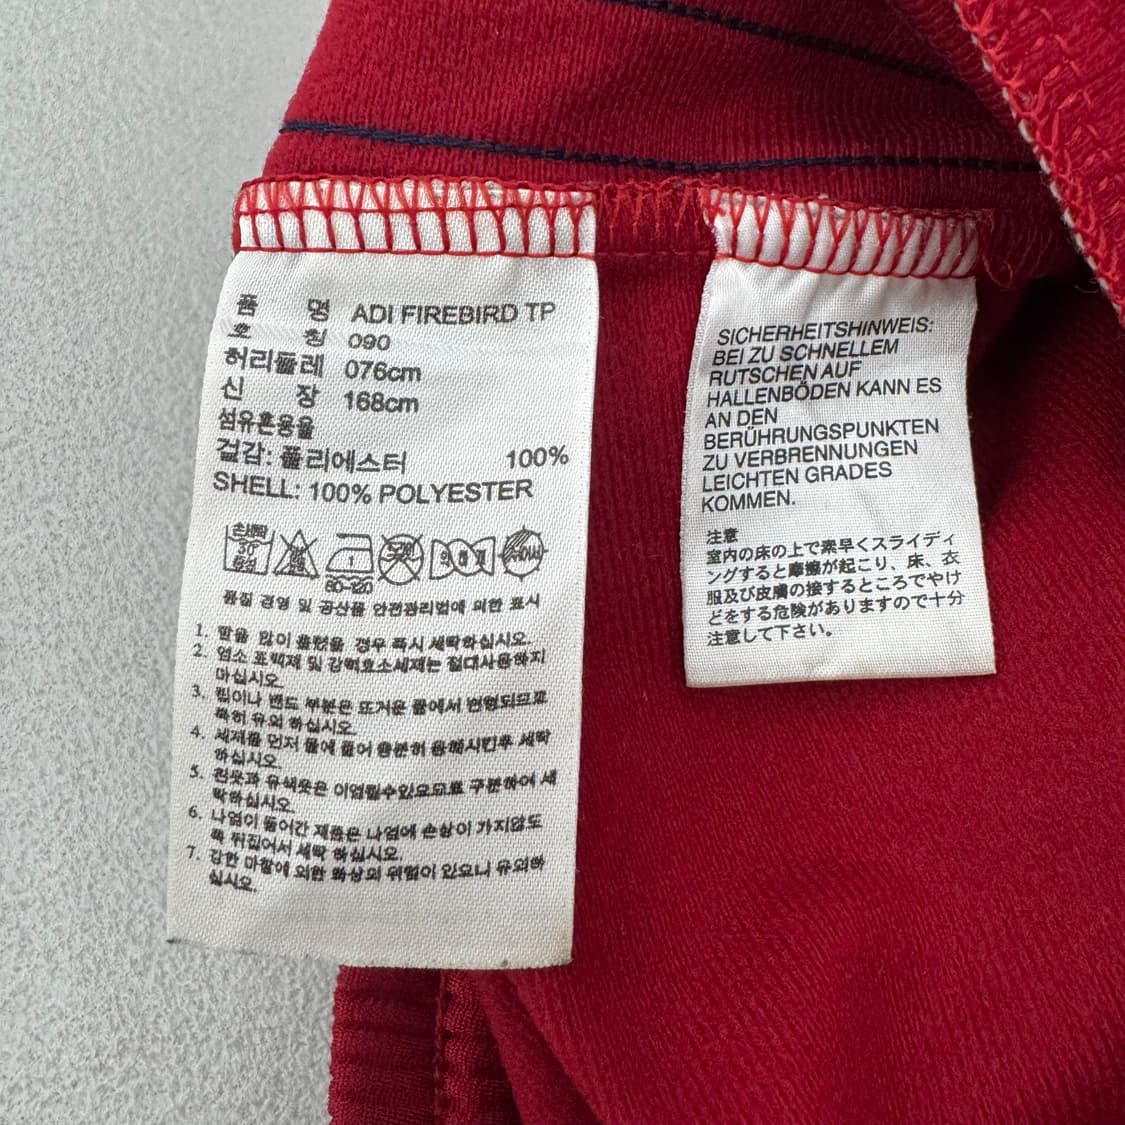 품 명 ADI FIREBIRD TP
호 칭 090
허리둘레 076cm
신 장 168cm
섬유혼용율
겉감: 폴리에스터 100%
SHELL: 100% POLYESTER
손세탁
30°
중성
80-120
품질 경영 및 공산품 안전관리법에 의한 표시
1. 땀을 많이 흘렸을 경우 즉시 세탁하십시오.
2. 염소 표백제 및 강력효소세제는 절대사용하지
마십시오.
3. 립이나 밴드 부분은 뜨거운 물에서 변형되므로
특히 유의 하십시오.
4. 세제를 먼저 물에 풀어 충분히 용해시킨후 세탁
하십시오.
5. 흰옷과 유색옷은 이염될수있으므로 구분하여 세
탁하십시오.
6. 나염이 들어간 제품은 나염에 손상이 가지않도
록 뒤집어서 세탁 하십시오.
7. 강한 마찰에 의한 화상의 위험이 있으니 유의하
십시오.
SICHERHEITSHINWEIS:
BEI ZU SCHNELLEM
RUTSCHEN AUF
HALLENBÖDEN KANN ES
AN DEN
BERÜHRUNGSPUNKTEN
ZU VERBRENNUNGEN
LEICHTEN GRADES
KOMMEN.
注意
室内の床の上で素早くスライディ
ングすると摩擦が起こり、床、衣
服及び皮膚の接するところでやけ
どをする危険がありますので十分
注意して下さい。